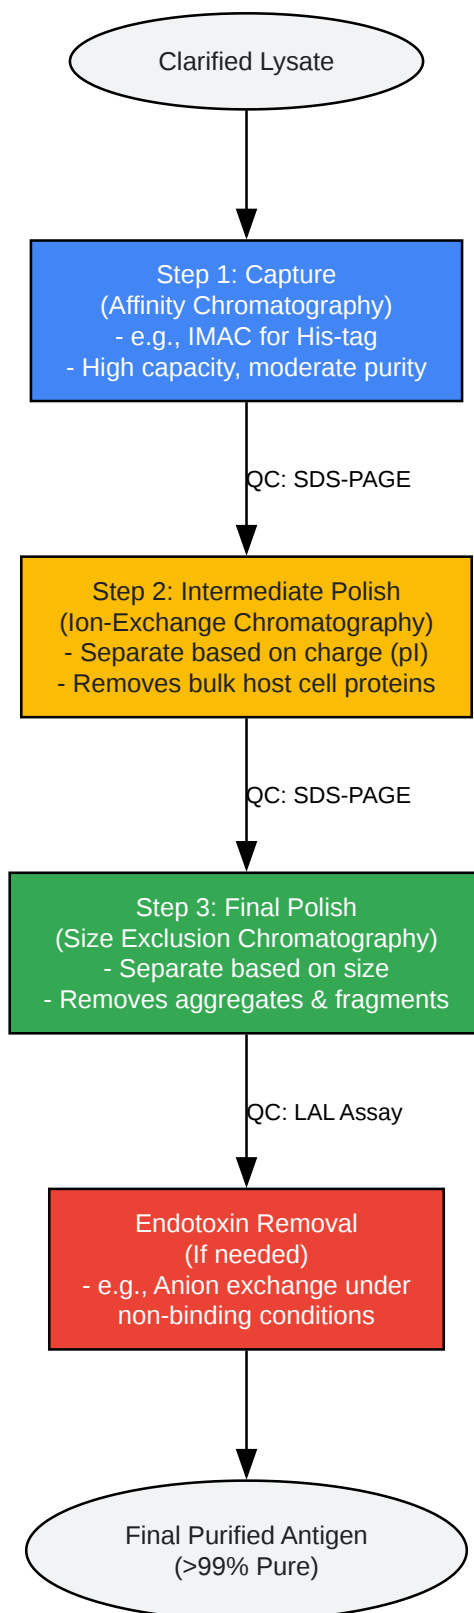 Clarified Lysate
Step 1: Capture
(Affinity Chromatography)
- e.g., IMAC for His-tag
- High capacity, moderate purity
QC: SDS-PAGE
Step 2: Intermediate Polish
(Ion-Exchange Chromatography)
- Separate based on charge (pI)
- Removes bulk host cell proteins
QC: SDS-PAGE
Step 3: Final Polish
(Size Exclusion Chromatography)
- Separate based on size
- Removes aggregates & fragments
QC: LAL Assay
Endotoxin Removal
(If needed)
- e.g., Anion exchange under
non-binding conditions
Final Purified Antigen
(>99% Pure)